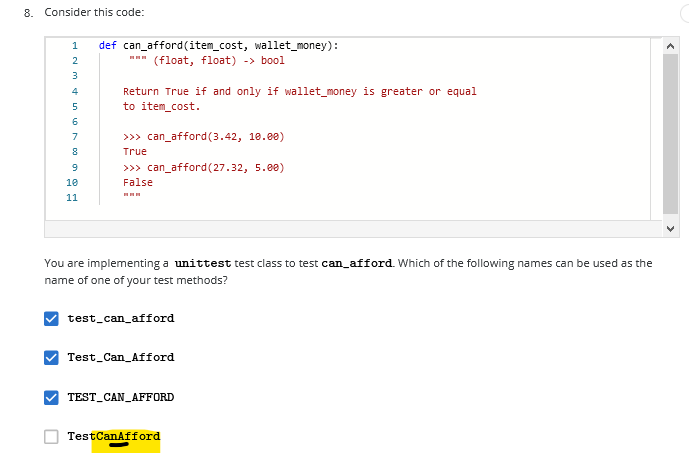 8. Consider this code:
1 def can_afford(item_cost, wallet_money):
2 """ (float, float) -> bool
3
4 Return True if and only if wallet_money is greater or equal
5 to item_cost.
6
7 >>> can_afford(3.42, 10.00)
8 True
9 >>> can_afford(27.32, 5.00)
10 False
11 """
You are implementing a unittest test class to test can_afford. Which of the following names can be used as the
name of one of your test methods?
test_can_afford
Test_Can_Afford
TEST_CAN_AFFORD
TestCanAfford